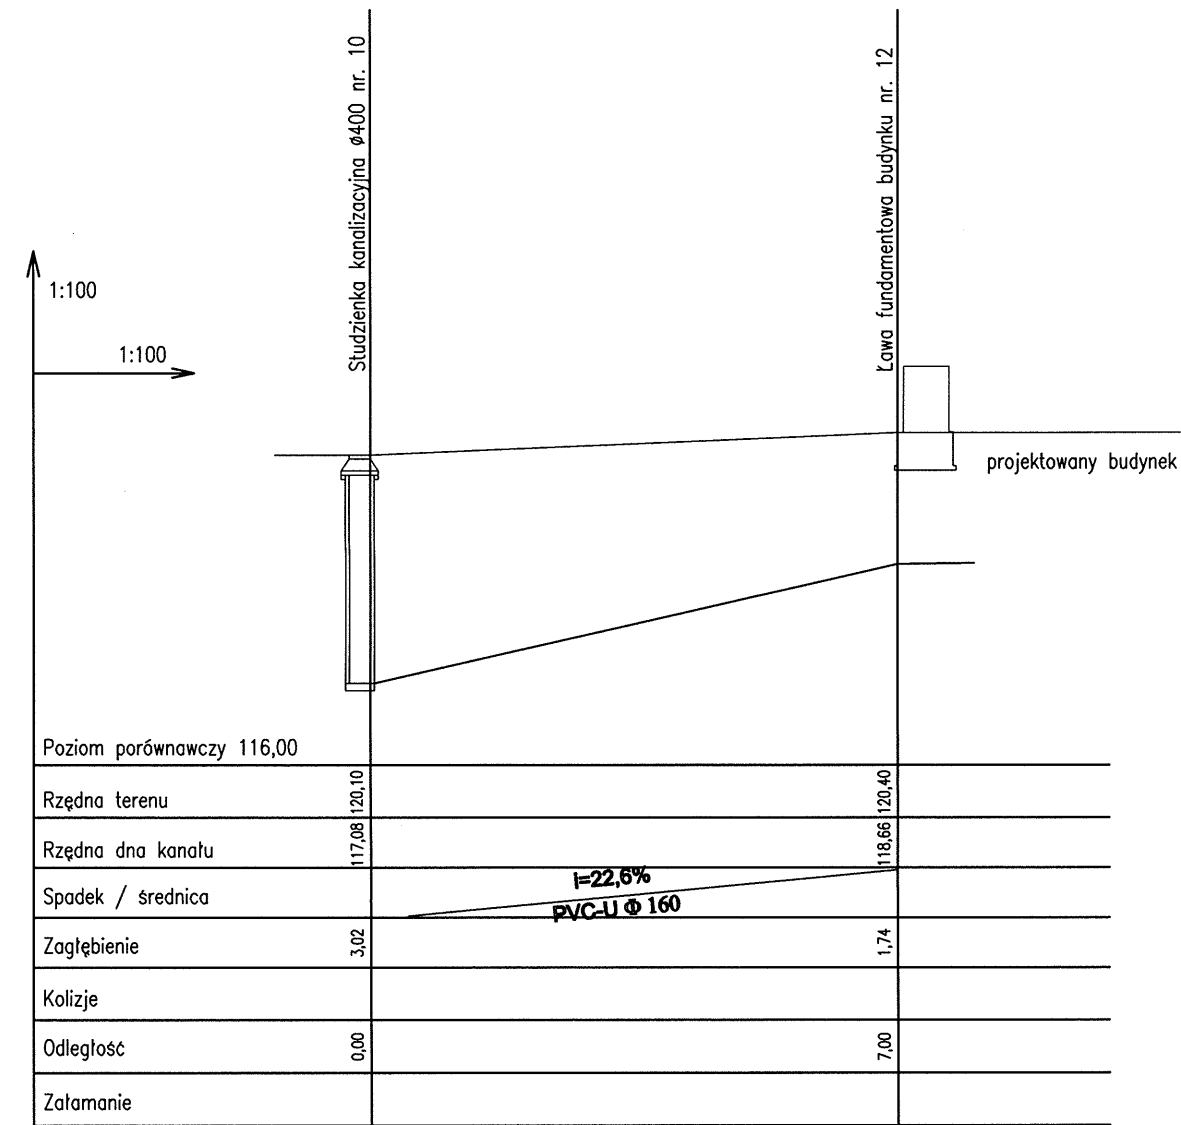 Studzienka kanalizacyjna ø400 nr. 10
Ława fundamentowa budynku nr. 12
1:100
1:100
projektowany budynek
Poziom porównawczy 116,00
Rzędna terenu
120,10
120,40
Rzędna dna kanału
117,08
118,66
Spadek / średnica
i=22,6%
PVC-U Φ 160
Zagłębienie
3,02
1,74
Kolizje
Odległość
0,00
7,00
Załamanie